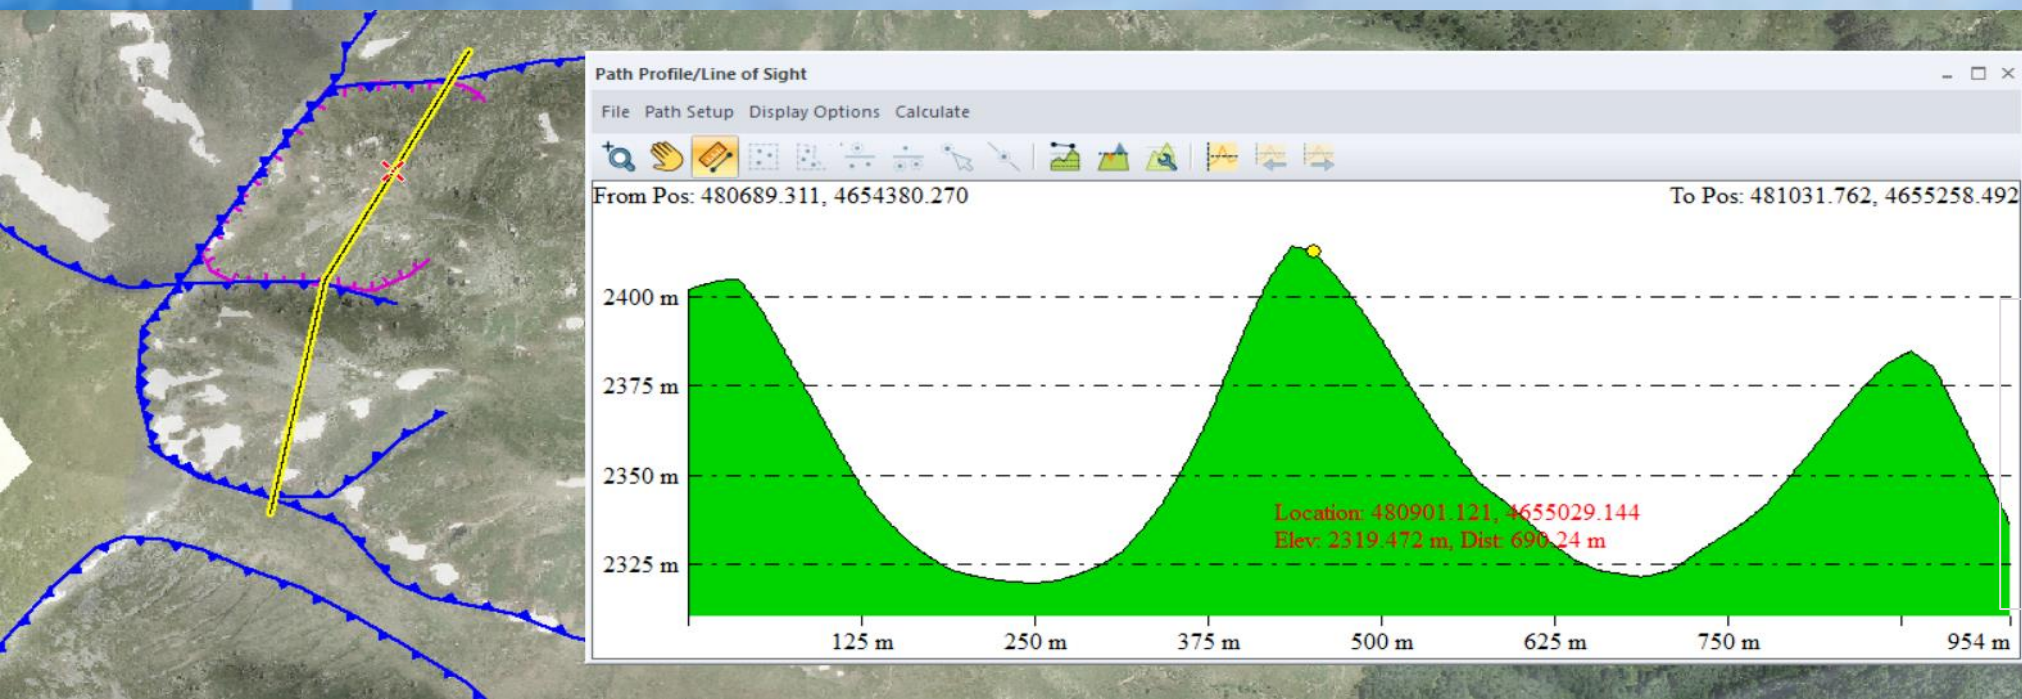 Path Profile/Line of Sight
File Path Setup Display Options Calculate
From Pos: 480689.311, 4654380.270
To Pos: 481031.762, 4655258.492
2400 m
2375 m
2350 m
Location: 480901.121, 4655029.144
Elev: 2319.472 m, Dist: 690.24 m
2325 m
125 m 250 m 375 m 500 m 625 m 750 m 954 m